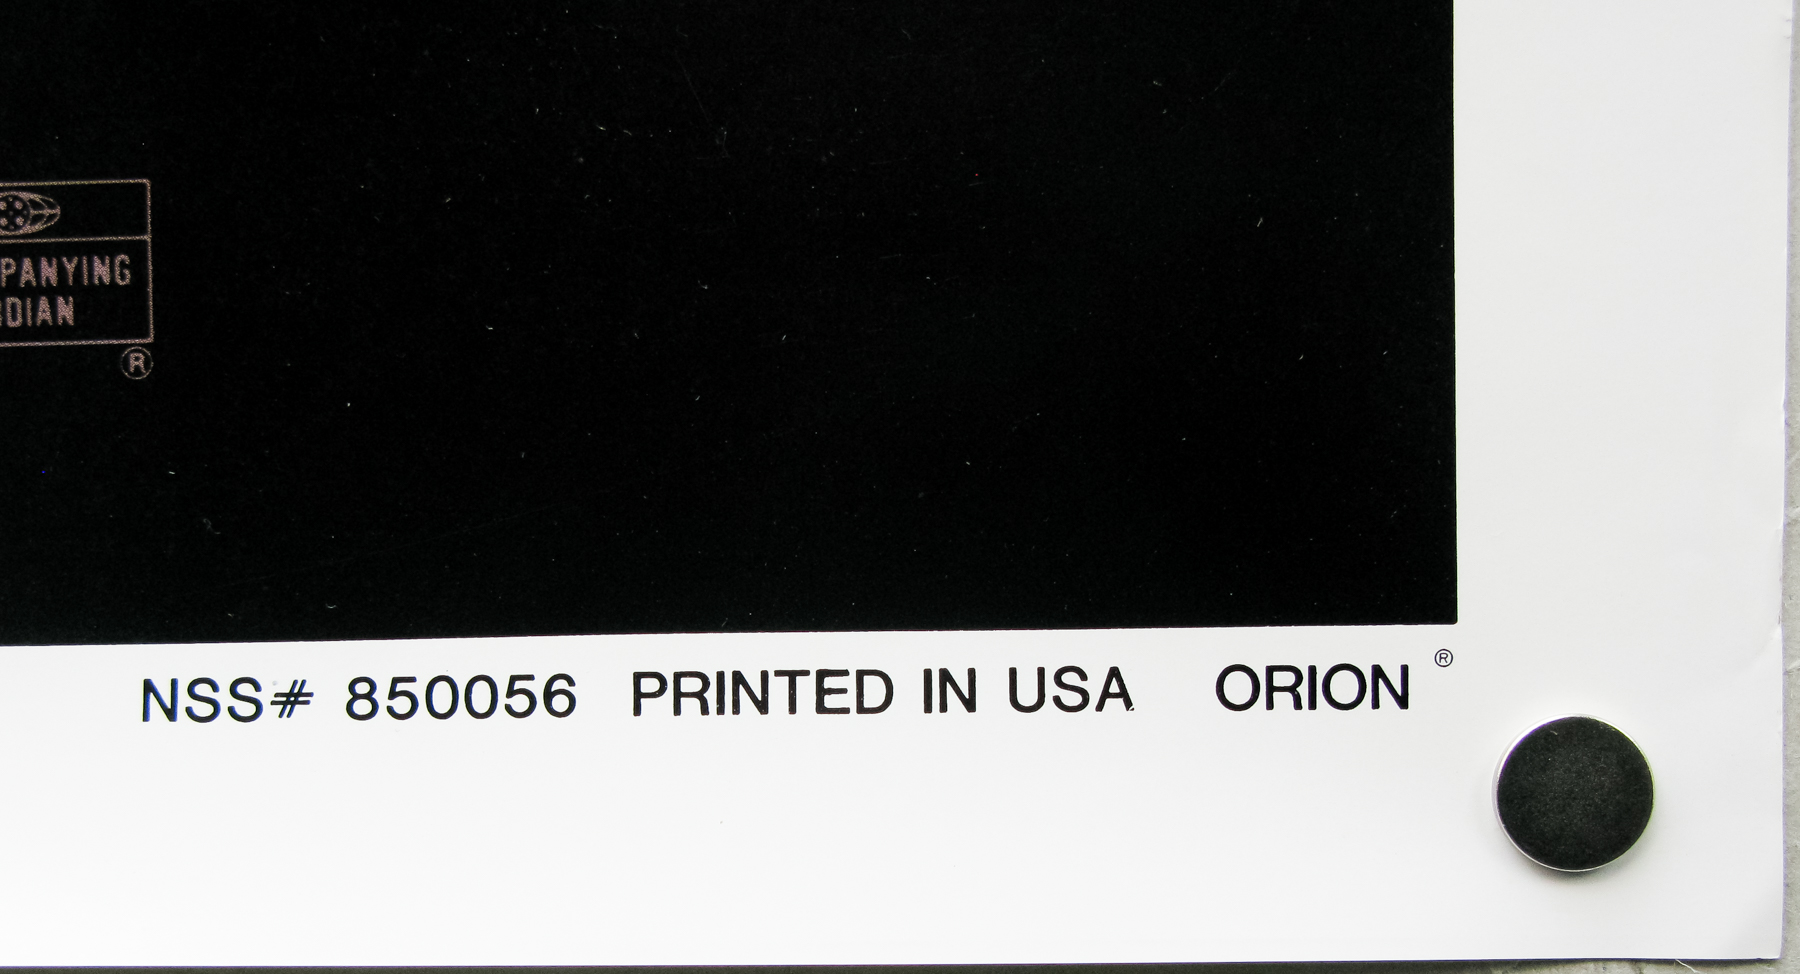 PANYING
DIAN
®
NSS# 850056 PRINTED IN USA ORION ®